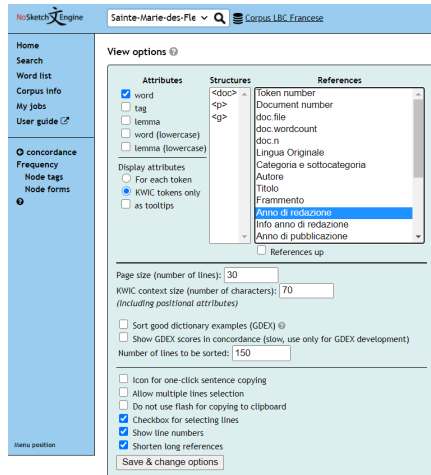 NoSketch Engine
Sainte-Marie-des-Fle
Corpus LBC Francese
Home
Search
Word list
Corpus info
My jobs
User guide
concordance
Frequency
Node tags
Node forms
Menu position
View options
Attributes
word
tag
lemma
word (lowercase)
lemma (lowercase)
Display attributes
For each token
KWIC tokens only
as tooltips
Structures
<doc>
<p>
<g>
References
Token number
Document number
doc.file
doc.wordcount
doc.n
Lingua Originale
Categoria e sottocategoria
Autore
Titolo
Frammento
Anno di redazione
Info anno di redazione
Anno di pubblicazione
References up
Page size (number of lines): 30
KWIC context size (number of characters): 70
(Including positional attributes)
Sort good dictionary examples (GDEX)
Show GDEX scores in concordance (slow, use only for GDEX development)
Number of lines to be sorted: 150
Icon for one-click sentence copying
Allow multiple lines selection
Do not use flash for copying to clipboard
Checkbox for selecting lines
Show line numbers
Shorten long references
Save & change options